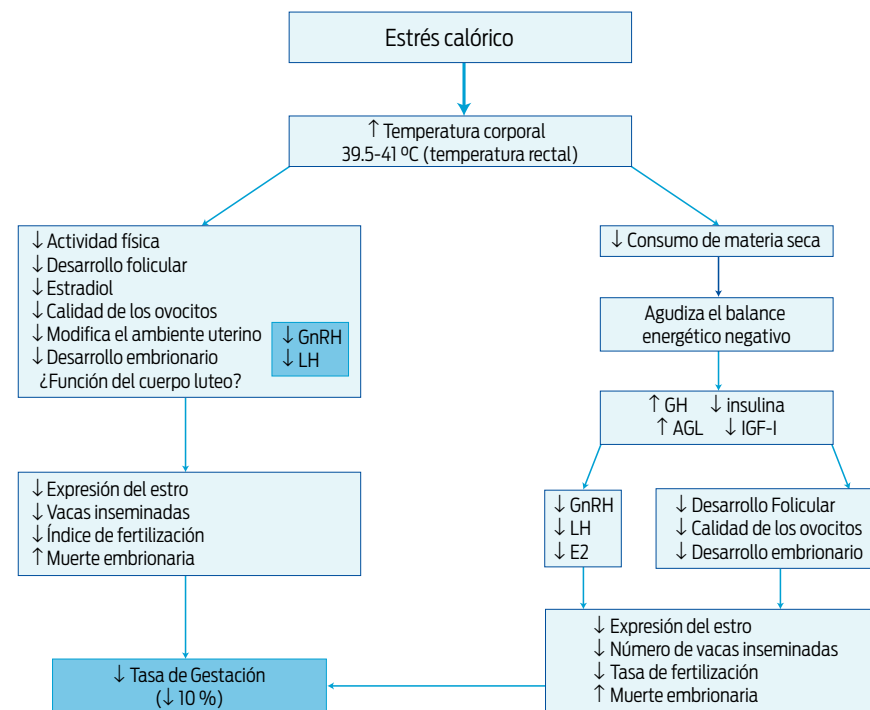 Estrés calórico
↑ Temperatura corporal
39.5-41 ºC (temperatura rectal)
↓ Actividad física
↓ Desarrollo folicular
↓ Estradiol
↓ Calidad de los ovocitos
↓ Modifica el ambiente uterino
↓ Desarrollo embrionario
¿Función del cuerpo luteo?
↓ GnRH
↓ LH
↓ Expresión del estro
↓ Vacas inseminadas
↓ Índice de fertilización
↑ Muerte embrionaria
↓ Consumo de materia seca
Agudiza el balance
energético negativo
↑ GH ↓ insulina
↑ AGL ↓ IGF-I
↓ GnRH
↓ LH
↓ E2
↓ Desarrollo Folicular
↓ Calidad de los ovocitos
↓ Desarrollo embrionario
↓ Expresión del estro
↓ Número de vacas inseminadas
↓ Tasa de fertilización
↑ Muerte embrionaria
↓ Tasa de Gestación
(↓ 10 %)